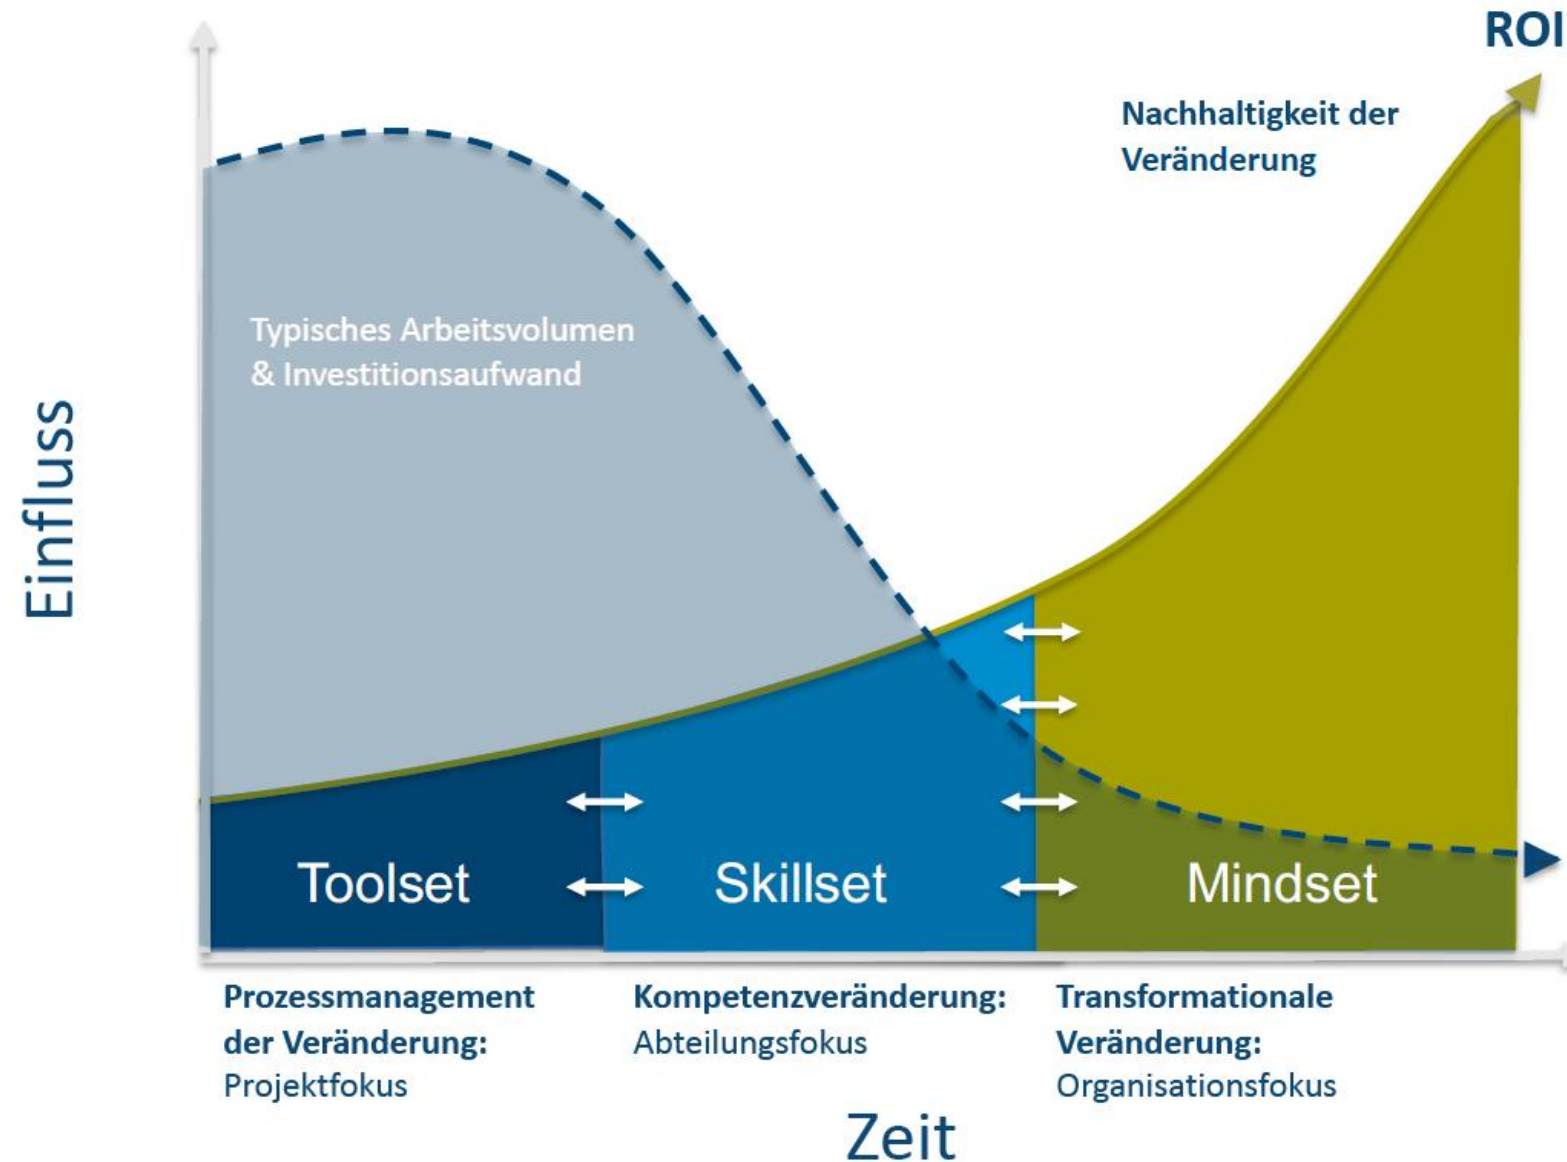 ROI
Nachhaltigkeit der
Veränderung
Typisches Arbeitsvolumen
& Investitionsaufwand
Einfluss
Toolset
Skillset
Mindset
Prozessmanagement
der Veränderung:
Projektfokus
Kompetenzveränderung:
Abteilungsfokus
Transformationale
Veränderung:
Organisationsfokus
Zeit